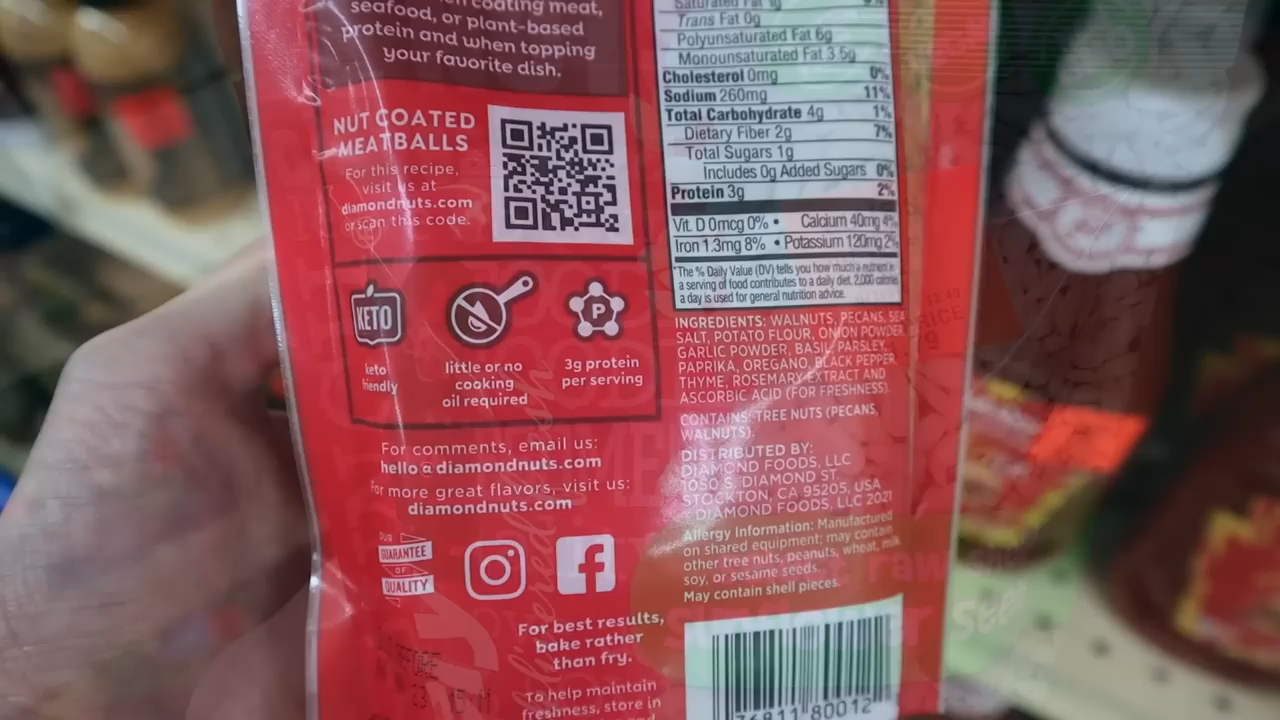 coating meat,
seafood, or plant-based
protein and when topping
your favorite dish.
NUT COATED
MEATBALLS
For this recipe,
visit us at
diamondnuts.com
or scan this code.
KETO
keto
friendly
little or no
cooking
oil required
P
3g protein
per serving
For comments, email us:
hello@diamondnuts.com
For more great flavors, visit us:
diamondnuts.com
OUR
GUARANTEE
OF
QUALITY
For best results,
bake rather
than fry.
To help maintain
freshness, store in
Saturated Fat 1g
Trans Fat 0g
Polyunsaturated Fat 6g
Monounsaturated Fat 3.5g
Cholesterol 0mg 0%
Sodium 260mg 11%
Total Carbohydrate 4g 1%
Dietary Fiber 2g 7%
Total Sugars 1g
Includes 0g Added Sugars 0%
Protein 3g 2%
Vit. D 0mcg 0% • Calcium 40mg 4%
Iron 1.3mg 8% • Potassium 120mg 2%
*The % Daily Value (DV) tells you how much a nutrient in
a serving of food contributes to a daily diet. 2,000 calories
a day is used for general nutrition advice.
INGREDIENTS: WALNUTS, PECANS, SEA
SALT, POTATO FLOUR, ONION POWDER
GARLIC POWDER, BASIL, PARSLEY,
PAPRIKA, OREGANO, BLACK PEPPER,
THYME, ROSEMARY EXTRACT AND
ASCORBIC ACID (FOR FRESHNESS).
CONTAINS: TREE NUTS (PECANS,
WALNUTS).
DISTRIBUTED BY:
DIAMOND FOODS, LLC
1050 S. DIAMOND ST.
STOCKTON, CA 95205, USA
DIAMOND FOODS, LLC 2021
Allergy Information: Manufactured
on shared equipment; may contain
other tree nuts, peanuts, wheat, milk
soy, or sesame seeds.
May contain shell pieces.
80012